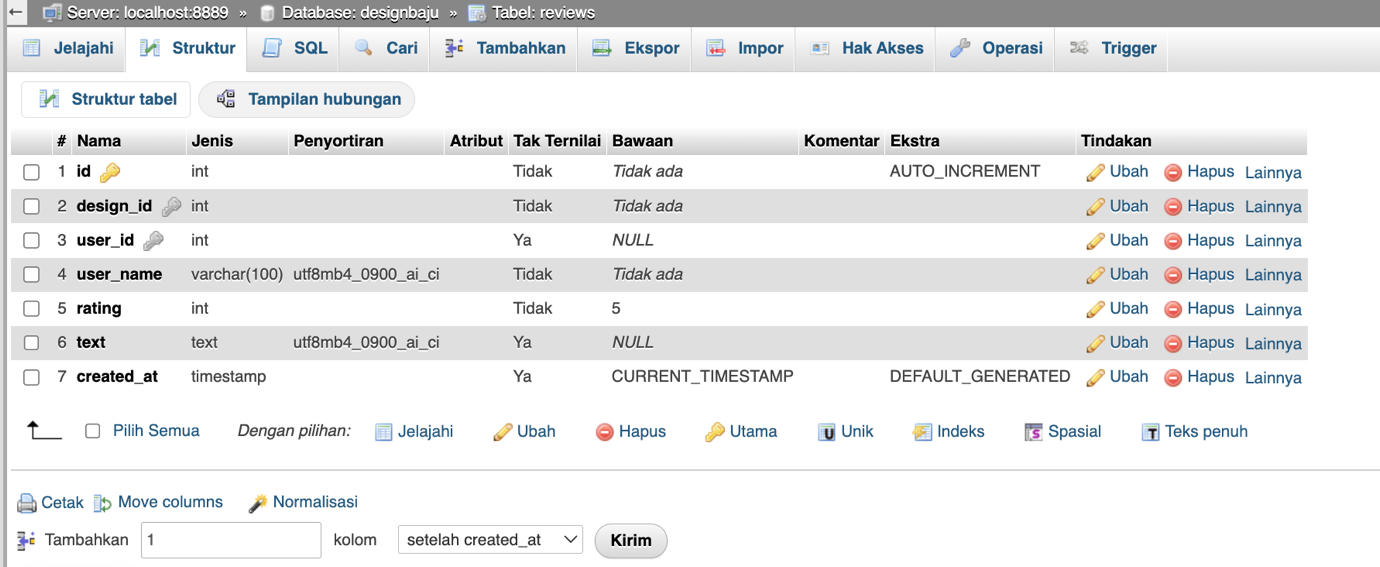 Server: localhost:8889 » Database: designbaju » Tabel: reviews
Jelajahi Struktur SQL Cari Tambahkan Ekspor Impor Hak Akses Operasi Trigger
Struktur tabel Tampilan hubungan
# Nama Jenis Penyortiran Atribut Tak Ternilai Bawaan Komentar Ekstra Tindakan
1 id int Tidak Tidak ada AUTO_INCREMENT Ubah Hapus Lainnya
2 design_id int Tidak Tidak ada Ubah Hapus Lainnya
3 user_id int Ya NULL Ubah Hapus Lainnya
4 user_name varchar(100) utf8mb4_0900_ai_ci Tidak Tidak ada Ubah Hapus Lainnya
5 rating int Tidak 5 Ubah Hapus Lainnya
6 text text utf8mb4_0900_ai_ci Ya NULL Ubah Hapus Lainnya
7 created_at timestamp Ya CURRENT_TIMESTAMP DEFAULT_GENERATED Ubah Hapus Lainnya
Pilih Semua Dengan pilihan: Jelajahi Ubah Hapus Utama Unik Indeks Spasial Teks penuh
Cetak Move columns Normalisasi
Tambahkan 1 kolom setelah created_at Kirim